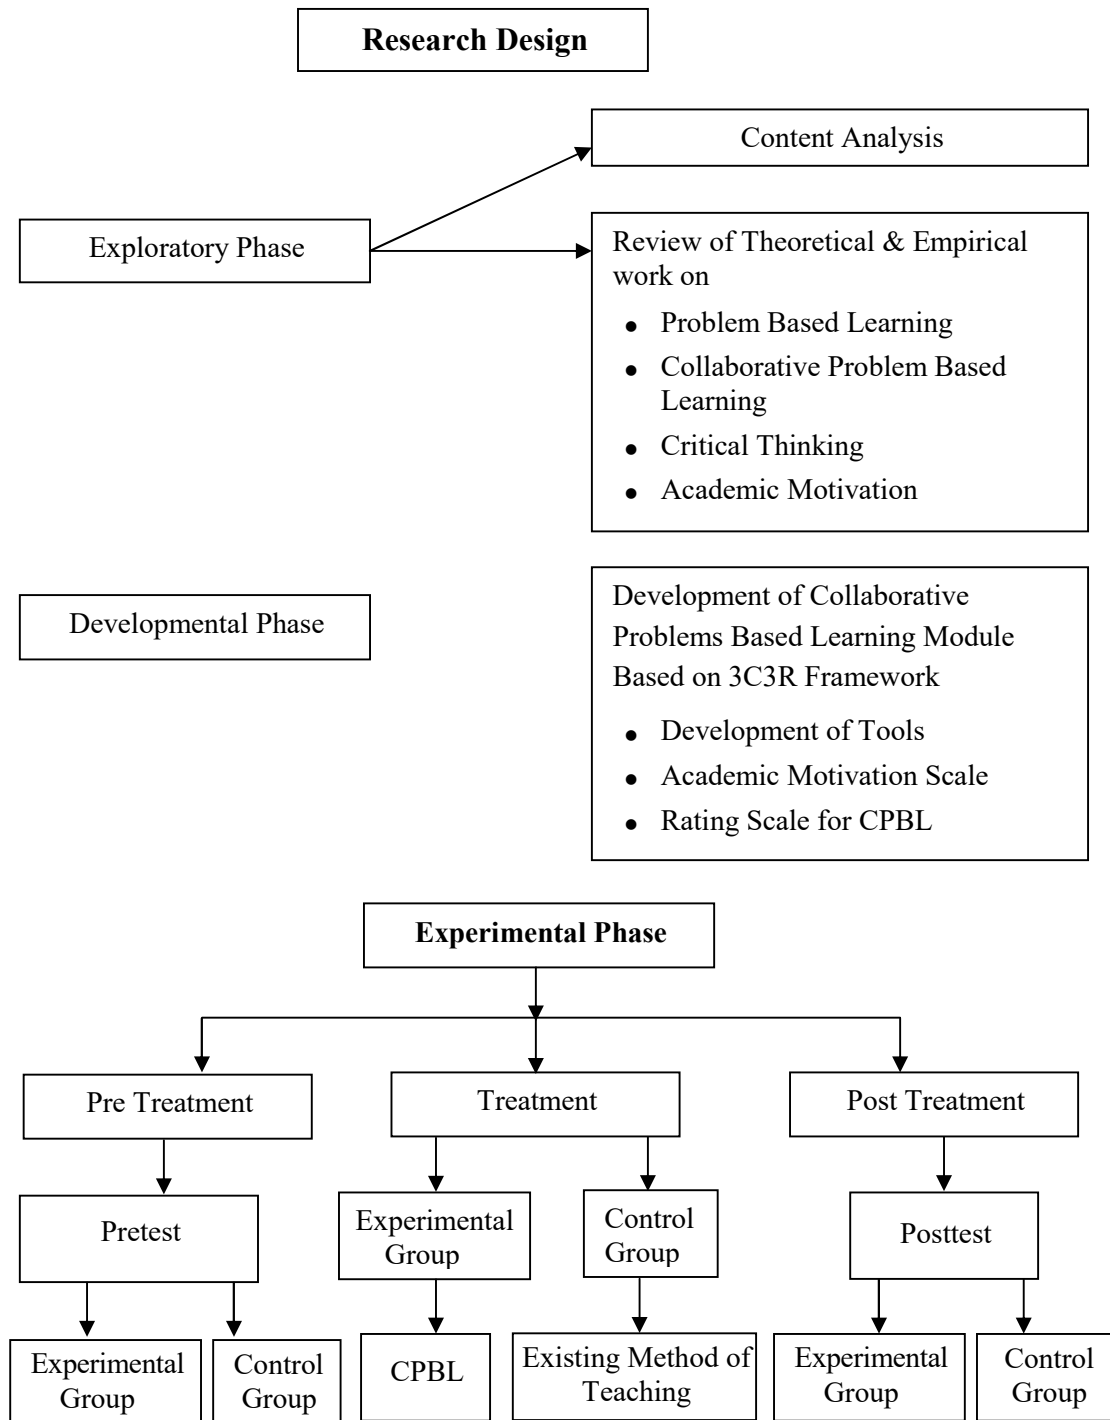 Research Design
Content Analysis
Exploratory Phase
Review of Theoretical & Empirical
work on
● Problem Based Learning
● Collaborative Problem Based
Learning
● Critical Thinking
● Academic Motivation
Developmental Phase
Development of Collaborative
Problems Based Learning Module
Based on 3C3R Framework
● Development of Tools
● Academic Motivation Scale
● Rating Scale for CPBL
Experimental Phase
Pre Treatment
Treatment
Post Treatment
Pretest
Experimental
Group
Control
Group
Posttest
Experimental
Group
Control
Group
CPBL
Existing Method of
Teaching
Experimental
Group
Control
Group